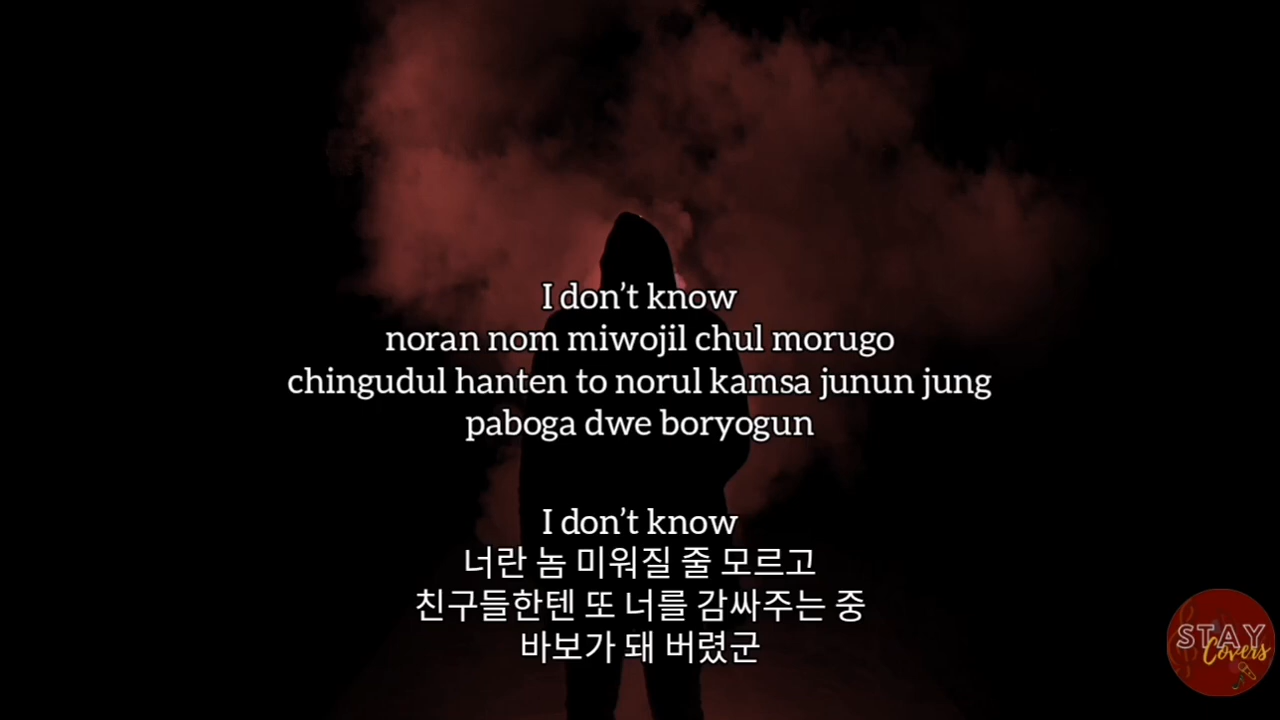 I don’t know
noran nom miwojil chul morugo
chingudul hanten to norul kamsa junun jung
paboga dwe boryogun
I don’t know
너란 놈 미워질 줄 모르고
친구들한텐 또 너를 감싸주는 중
바보가 돼 버렸군
STAY
Covers